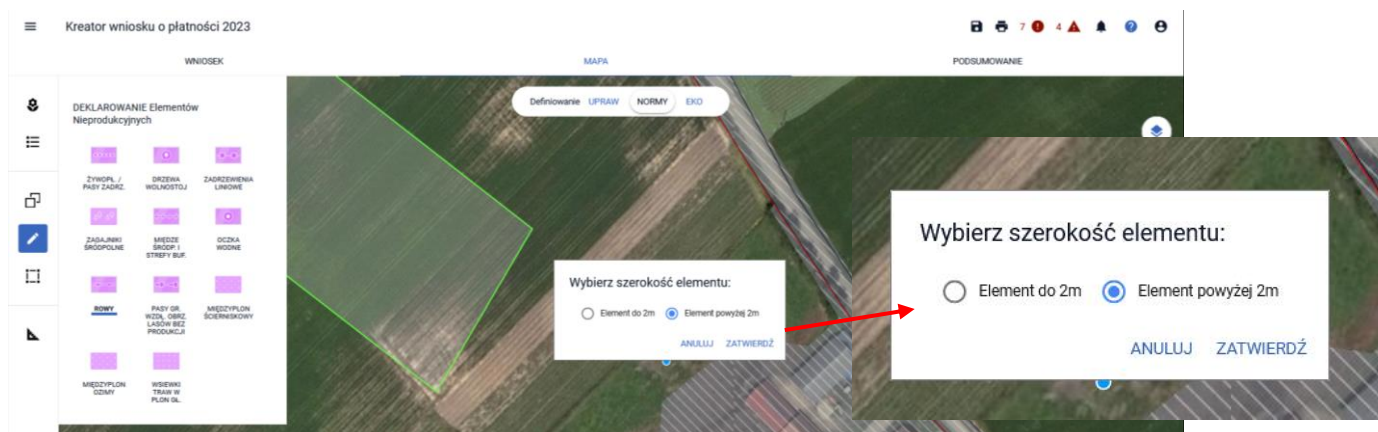 Kreator wniosku o płatności 2023
7
4
WNIOSEK
MAPA
PODSUMOWANIE
DEKLAROWANIE Elementów
Nieprodukcyjnych
Definiowanie UPRAW NORMY EKO
ŻYWOPŁ. /
PASY ZADRZ.
DRZEWA
WOLNOSTOJ
ZADRZEWIENIA
LINIOWE
ZAGAJNIKI
ŚRÓDPOLNE
MIEDZE
ŚRÓDP. I
STREFY BUF.
OCZKA
WODNE
ROWY
PASY GR.
WZDŁ. OBRZ.
LASÓW BEZ
PRODUKCJI
MIĘDZYPLON
ŚCIERNISKOWY
MIĘDZYPLON
OZIMY
WSIEWKI
TRAW W
PLON GŁ.
Wybierz szerokość elementu:
Element do 2m Element powyżej 2m
ANULUJ ZATWIERDŹ
Wybierz szerokość elementu:
Element do 2m Element powyżej 2m
ANULUJ ZATWIERDŹ